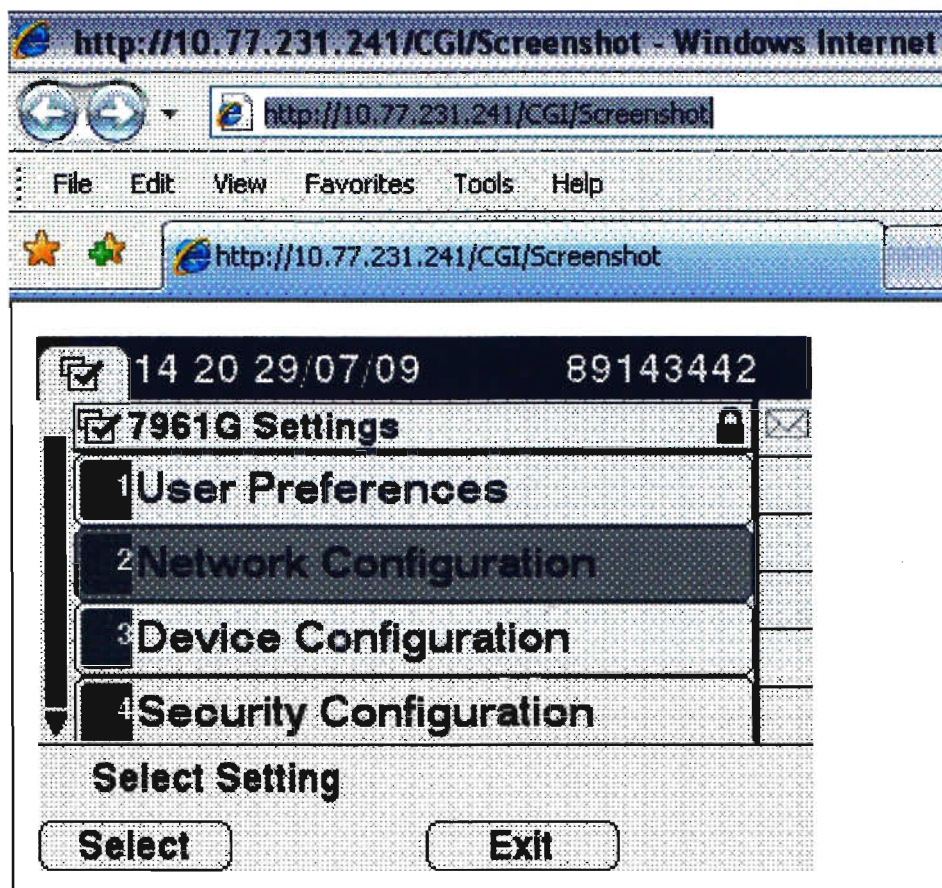 http://10.77.231.241/CGI/Screenshot - Windows Internet
http://10.77.231.241/CGI/Screenshot
File Edit View Favorites Tools Help
http://10.77.231.241/CGI/Screenshot
14 20 29/07/09 89143442
7961G Settings
1 User Preferences
2 Network Configuration
3 Device Configuration
4 Security Configuration
Select Setting
Select Exit